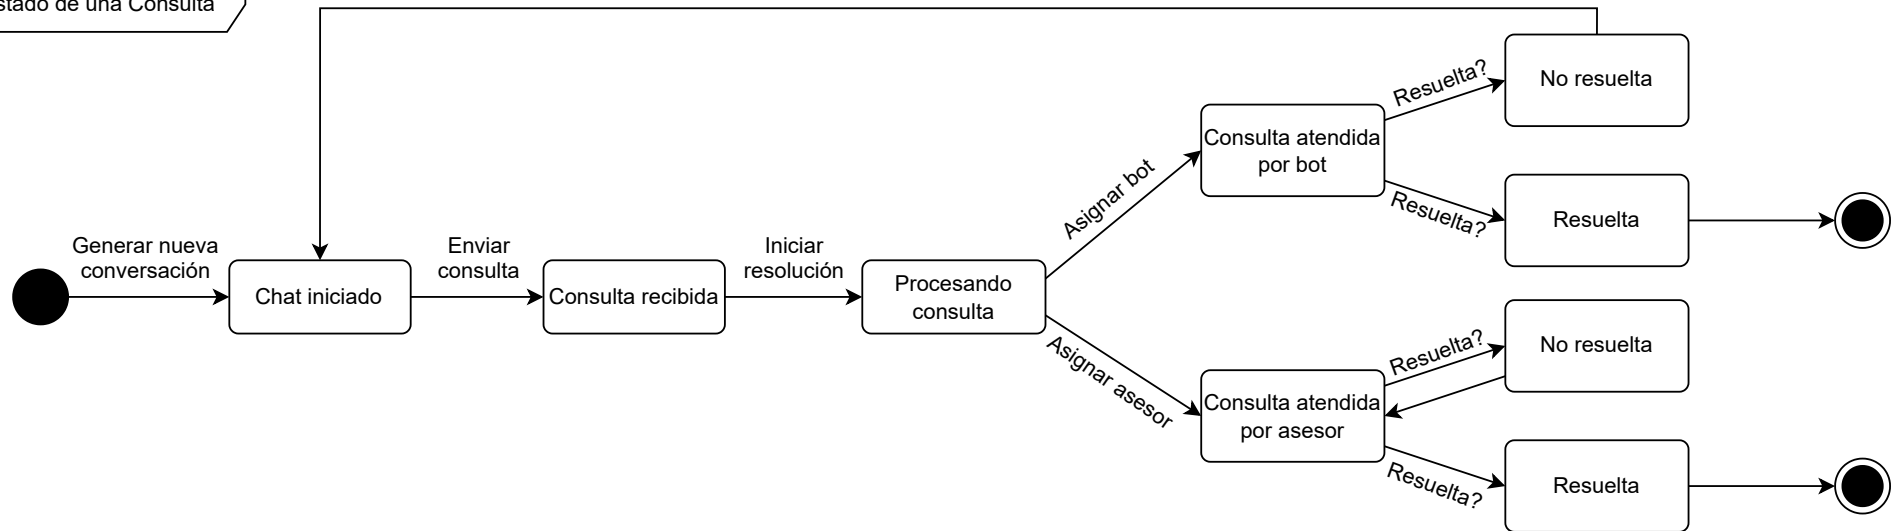 de una Consulta
Generar nueva
conversación
Chat iniciado
Enviar
consulta
Consulta recibida
Iniciar
resolución
Procesando
consulta
Asignar bot
Asignar asesor
Consulta atendida
por bot
Resuelta?
No resuelta
Resuelta?
Resuelta
Consulta atendida
por asesor
Resuelta?
No resuelta
Resuelta?
Resuelta